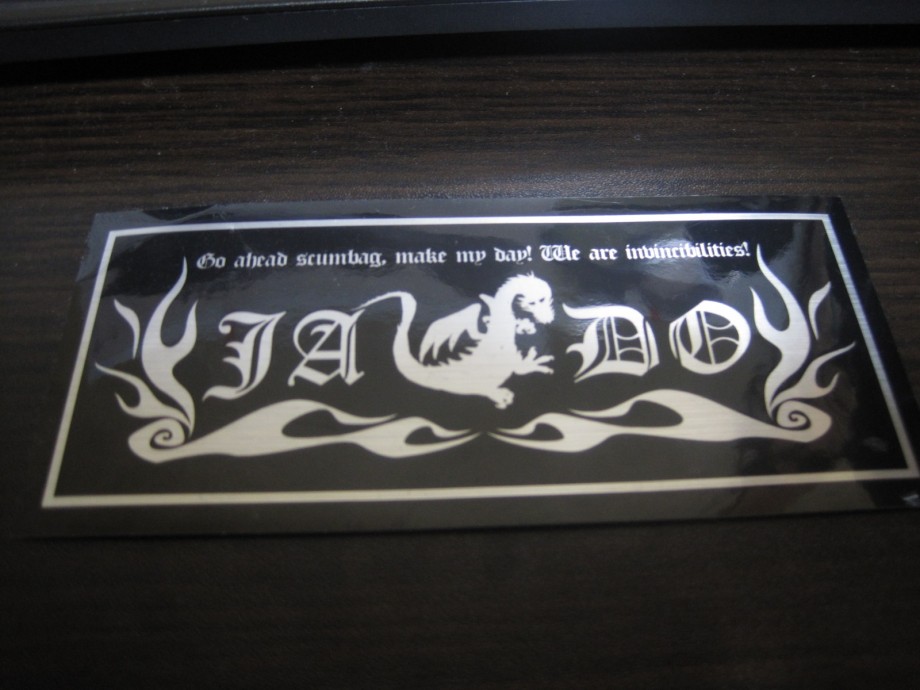 Go ahead scumbag, make my day! We are invincibilities!
JA DO